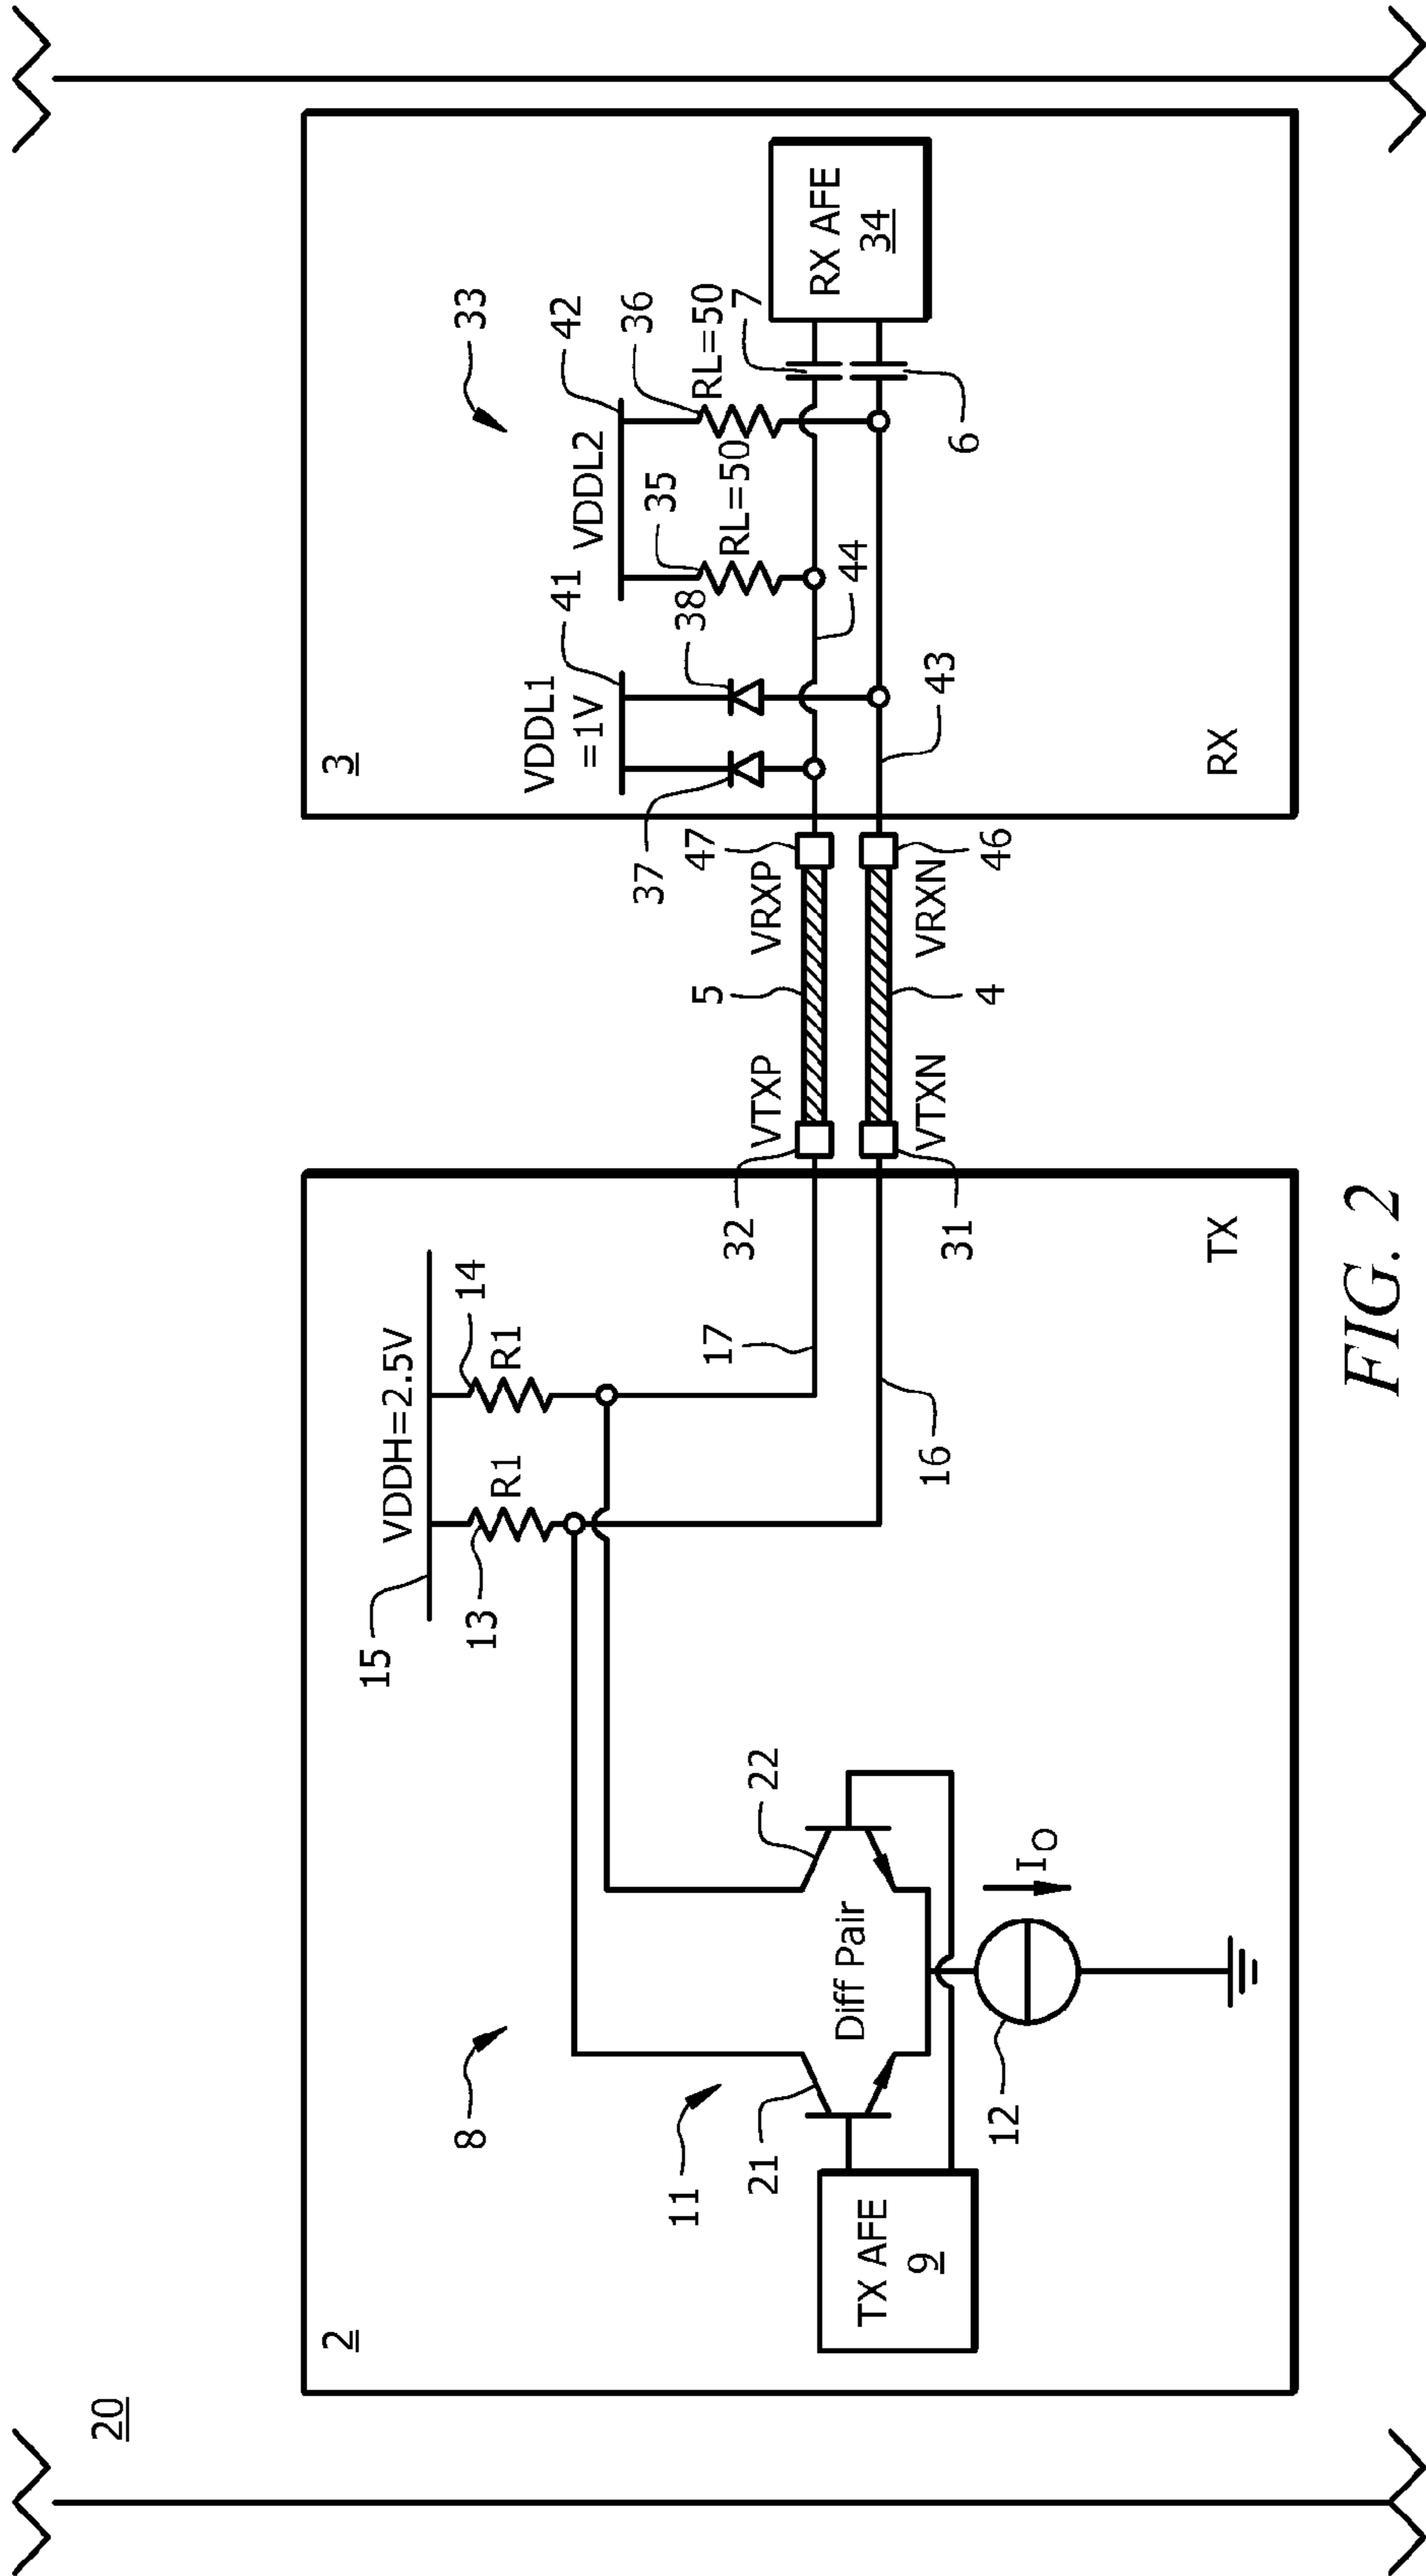 20
2
8
15
VDDH=2.5V
13
R1
14
R1
11
21
22
Diff Pair
TX AFE
9
12
IO
17
16
TX
32
31
VTXP
VTXN
5
4
VRXP
VRXN
47
46
3
33
VDDL1
=1V
41
VDDL2
42
37
38
35
RL=50
36
RL=50
7
6
44
43
RX AFE
34
RX
FIG. 2